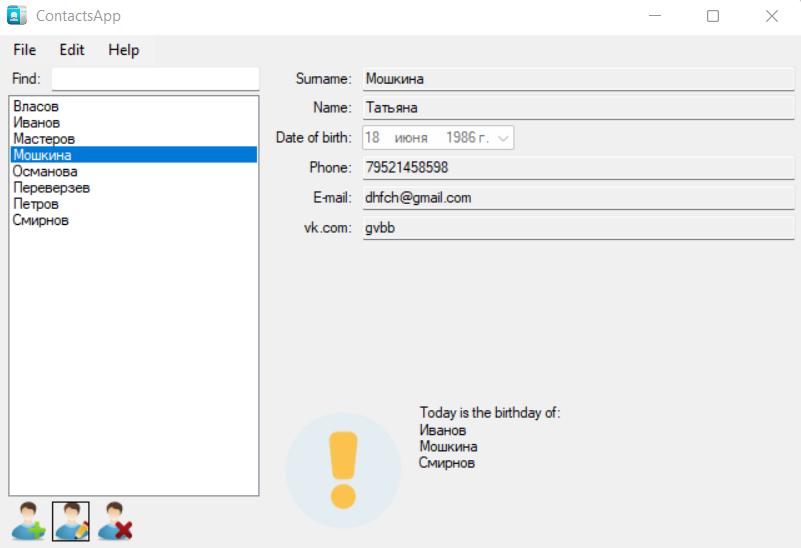 ContactsApp
File Edit Help
Find:
Власов
Иванов
Мастеров
Мошкина
Османова
Переверзев
Петров
Смирнов
Surname: Мошкина
Name: Татьяна
Date of birth: 18 июня 1986 г.
Phone: 79521458598
E-mail: dhfch@gmail.com
vk.com: gvbb
Today is the birthday of:
Иванов
Мошкина
Смирнов